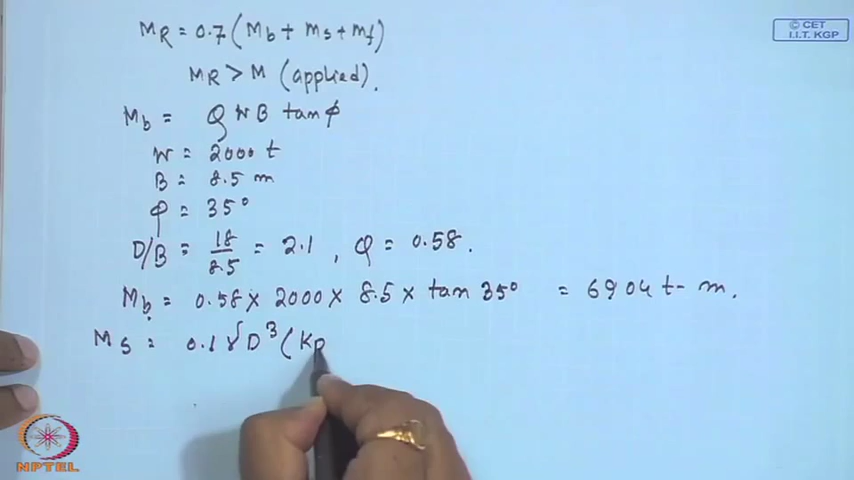 © CET
I.I.T. KGP
MR = 0.7 (Mb + Ms + Mf)
MR > M (applied).
Mb = Q W B tan φ
W = 2000 t
B = 8.5 m
φ = 35°
D/B = 18/8.5 = 2.1 , Q = 0.58.
Mb = 0.58 × 2000 × 8.5 × tan 35° = 6904 t-m.
Ms = 0.1 γ D³ (KP
NPTEL